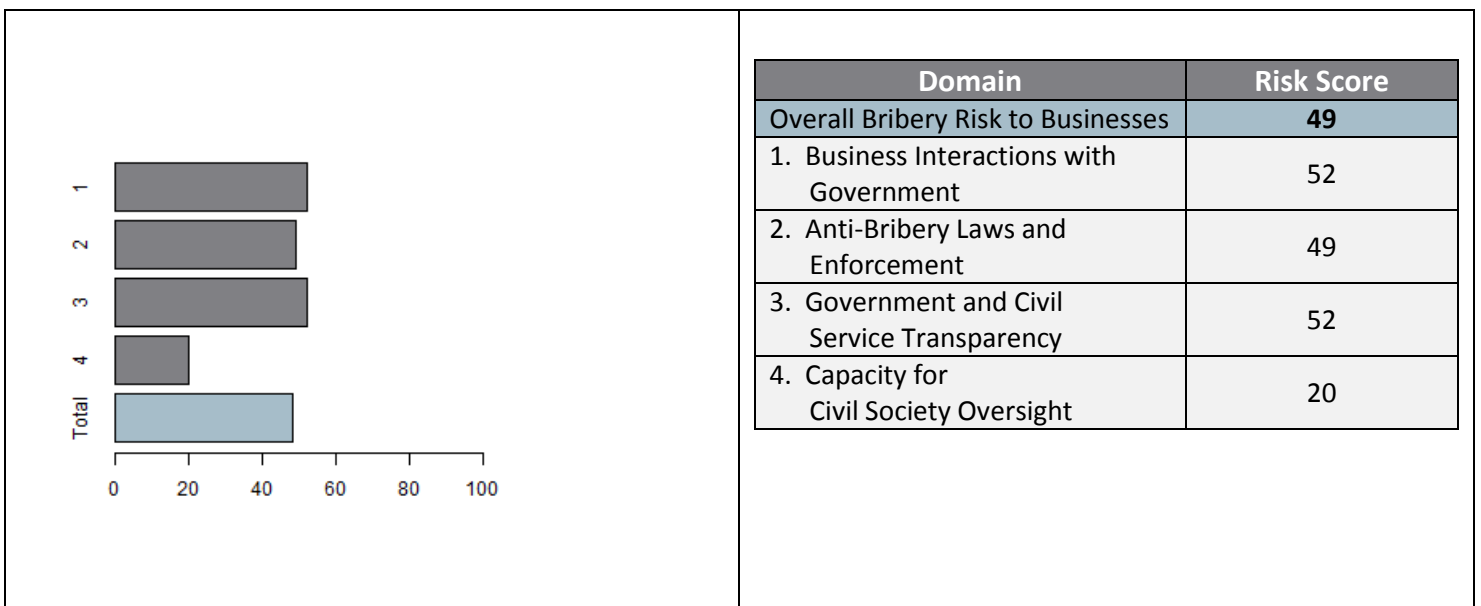 1
2
3
4
Total
0 20 40 60 80 100
Domain Risk Score
Overall Bribery Risk to Businesses 49
1. Business Interactions with
Government 52
2. Anti-Bribery Laws and
Enforcement 49
3. Government and Civil
Service Transparency 52
4. Capacity for
Civil Society Oversight 20